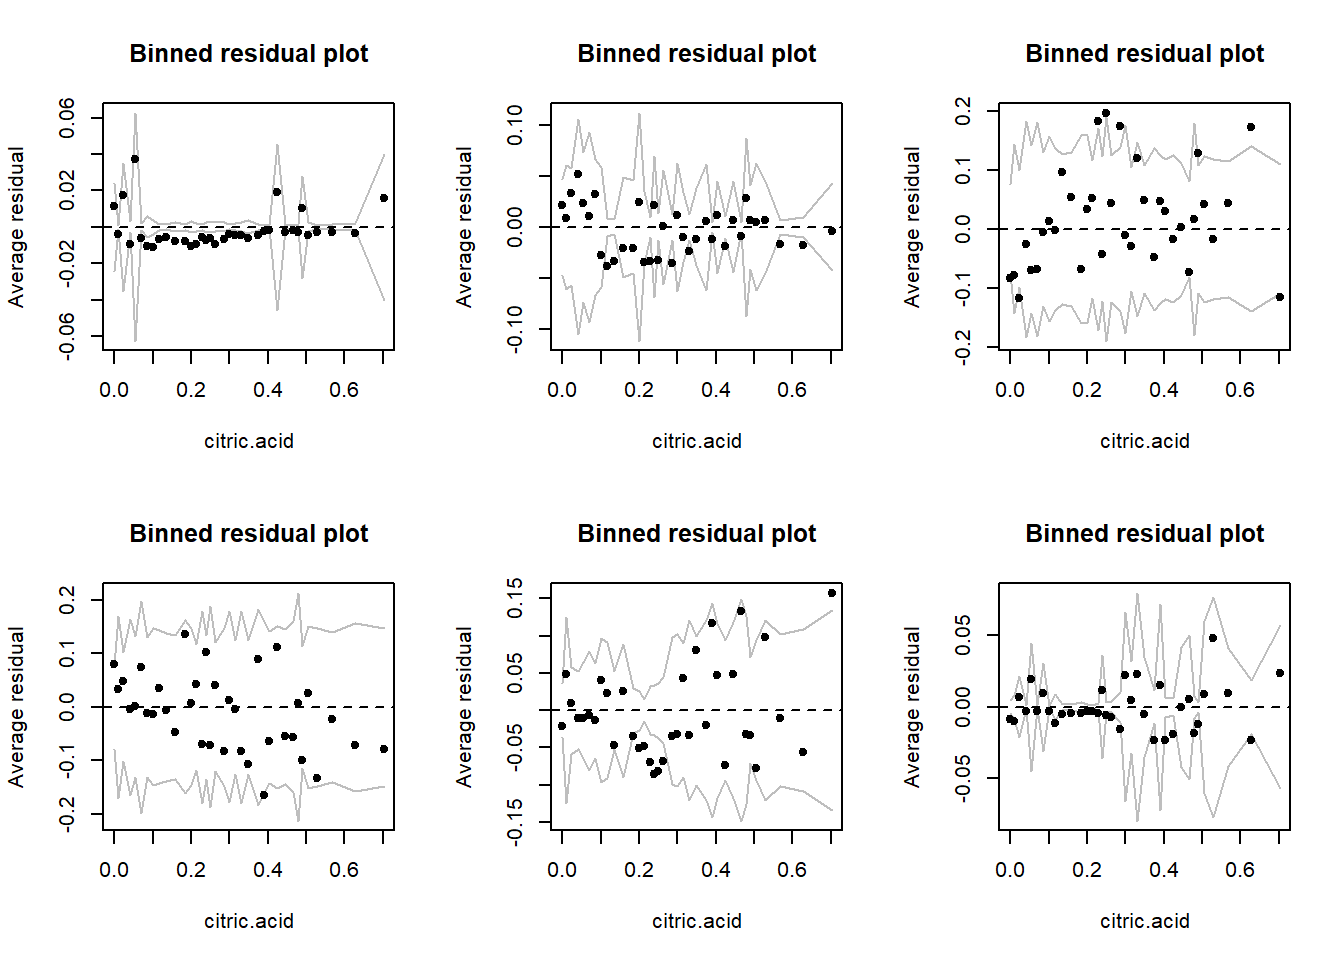 Binned residual plot
Average residual
0.06
0.02
-0.02
-0.06
0.0 0.2 0.4 0.6
citric.acid
Binned residual plot
Average residual
0.10
0.00
-0.10
0.0 0.2 0.4 0.6
citric.acid
Binned residual plot
Average residual
0.2
0.1
0.0
-0.1
-0.2
0.0 0.2 0.4 0.6
citric.acid
Binned residual plot
Average residual
0.2
0.1
0.0
-0.1
-0.2
0.0 0.2 0.4 0.6
citric.acid
Binned residual plot
Average residual
0.15
0.05
-0.05
-0.15
0.0 0.2 0.4 0.6
citric.acid
Binned residual plot
Average residual
0.05
0.00
-0.05
0.0 0.2 0.4 0.6
citric.acid